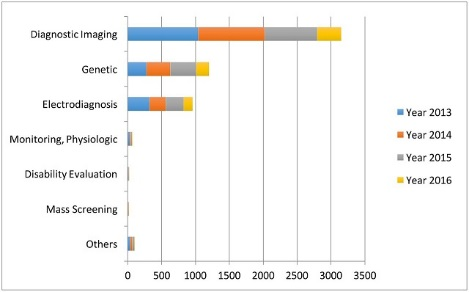 Diagnostic Imaging
Genetic
Electrodiagnosis
Monitoring, Physiologic
Disability Evaluation
Mass Screening
Others
0 500 1000 1500 2000 2500 3000 3500
Year 2013
Year 2014
Year 2015
Year 2016